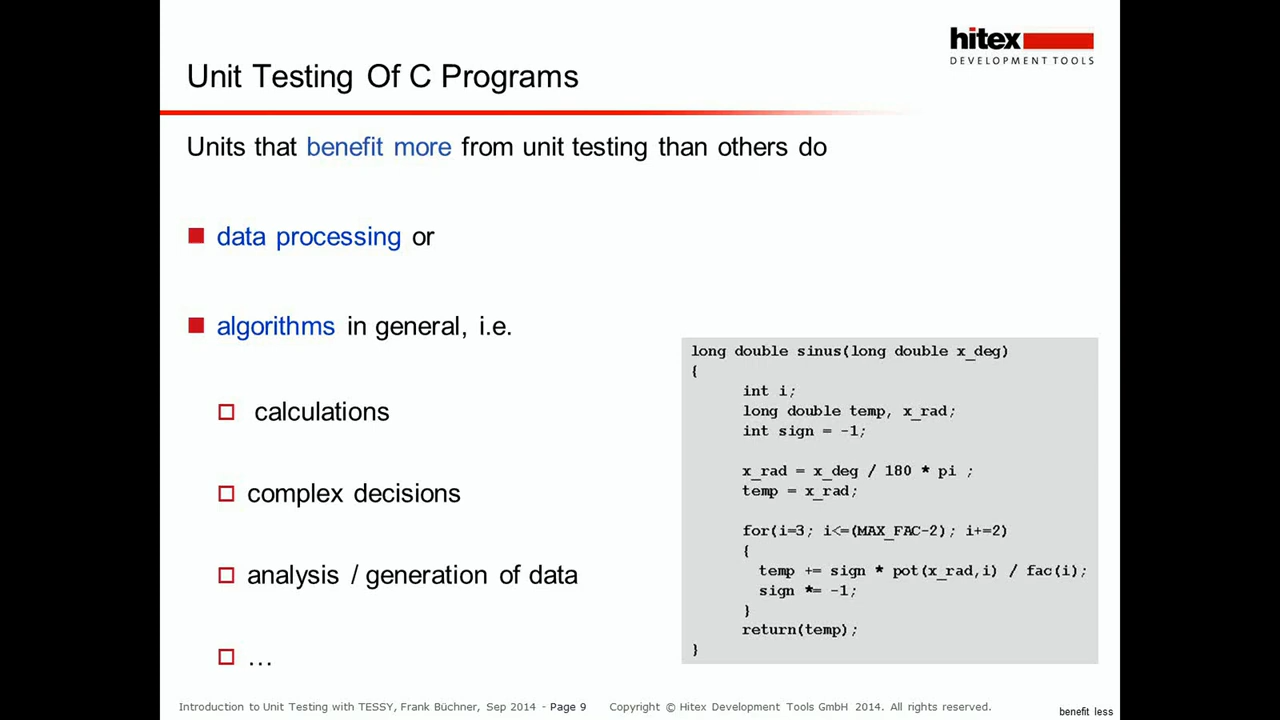 hitex
DEVELOPMENT TOOLS
Unit Testing Of C Programs
Units that benefit more from unit testing than others do
data processing or
algorithms in general, i.e.
calculations
complex decisions
analysis / generation of data
...
long double sinus(long double x_deg)
{
int i;
long double temp, x_rad;
int sign = -1;
x_rad = x_deg / 180 * pi ;
temp = x_rad;
for(i=3; i<=(MAX_FAC-2); i+=2)
{
temp += sign * pot(x_rad,i) / fac(i);
sign *= -1;
}
return(temp);
}
Introduction to Unit Testing with TESSY, Frank Büchner, Sep 2014 - Page 9 Copyright © Hitex Development Tools GmbH 2014. All rights reserved.
benefit less